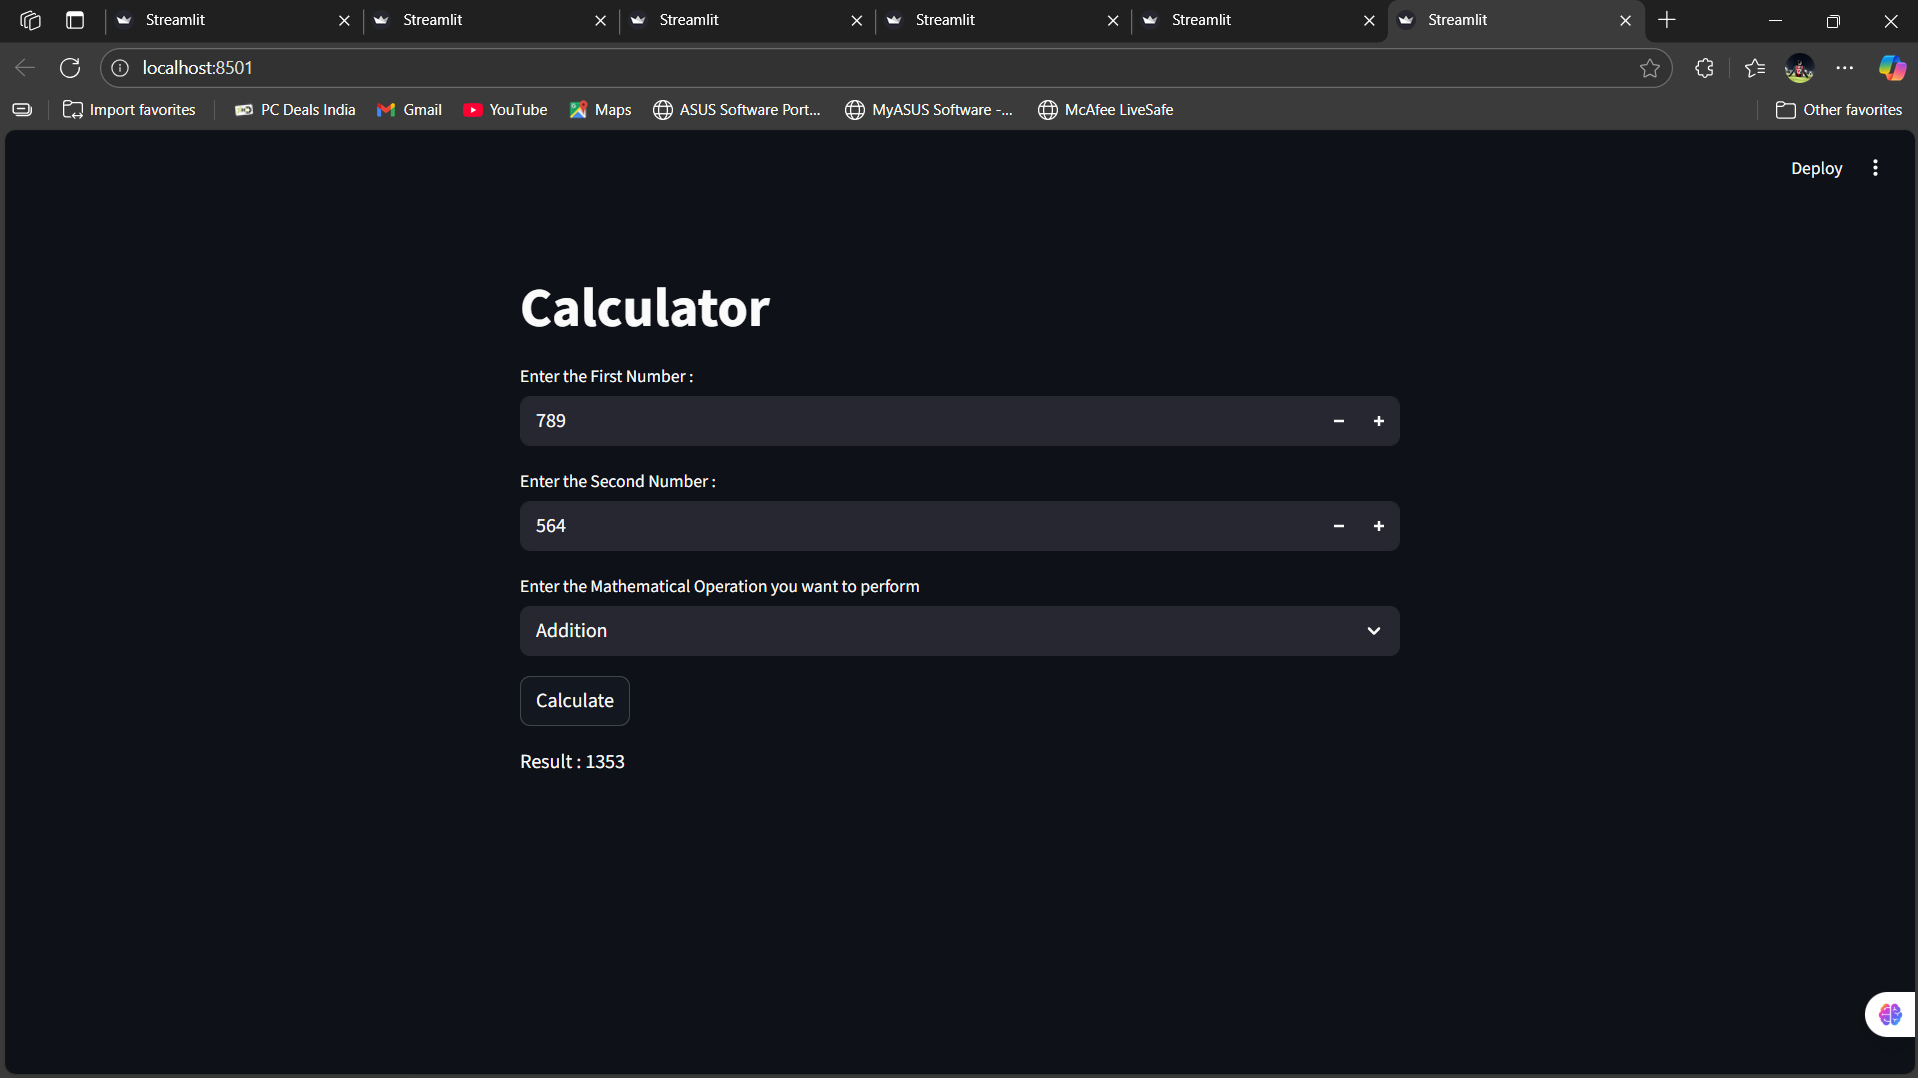 Streamlit Streamlit Streamlit Streamlit Streamlit Streamlit
localhost:8501
Import favorites PC Deals India Gmail YouTube Maps ASUS Software Port... MyASUS Software -... McAfee LiveSafe Other favorites
Deploy
Calculator
Enter the First Number :
789
Enter the Second Number :
564
Enter the Mathematical Operation you want to perform
Addition
Calculate
Result : 1353